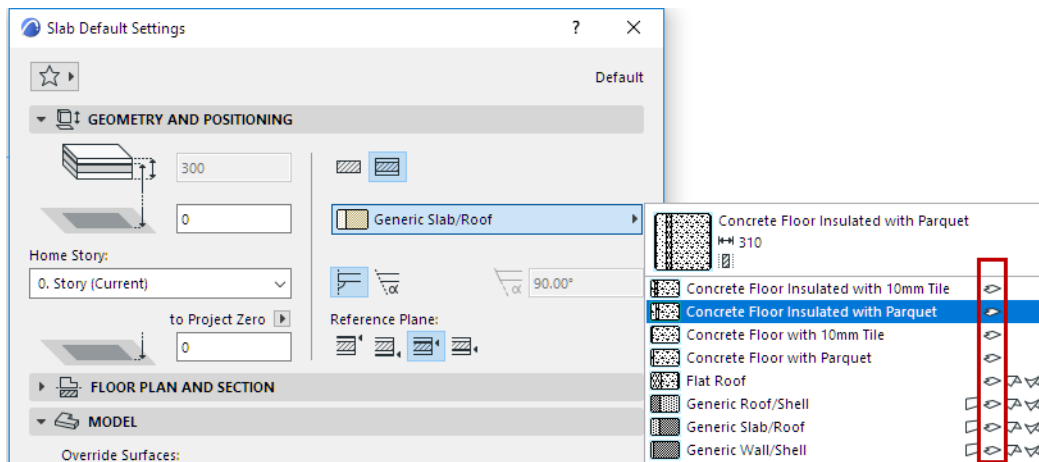 Slab Default Settings ?
Default
GEOMETRY AND POSITIONING
300
0
Generic Slab/Roof
Home Story:
0. Story (Current)
α
α 90.00°
to Project Zero
Reference Plane:
0
FLOOR PLAN AND SECTION
MODEL
Override Surfaces:
Concrete Floor Insulated with Parquet
310
Concrete Floor Insulated with 10mm Tile
Concrete Floor Insulated with Parquet
Concrete Floor with 10mm Tile
Concrete Floor with Parquet
Flat Roof
Generic Roof/Shell
Generic Slab/Roof
Generic Wall/Shell